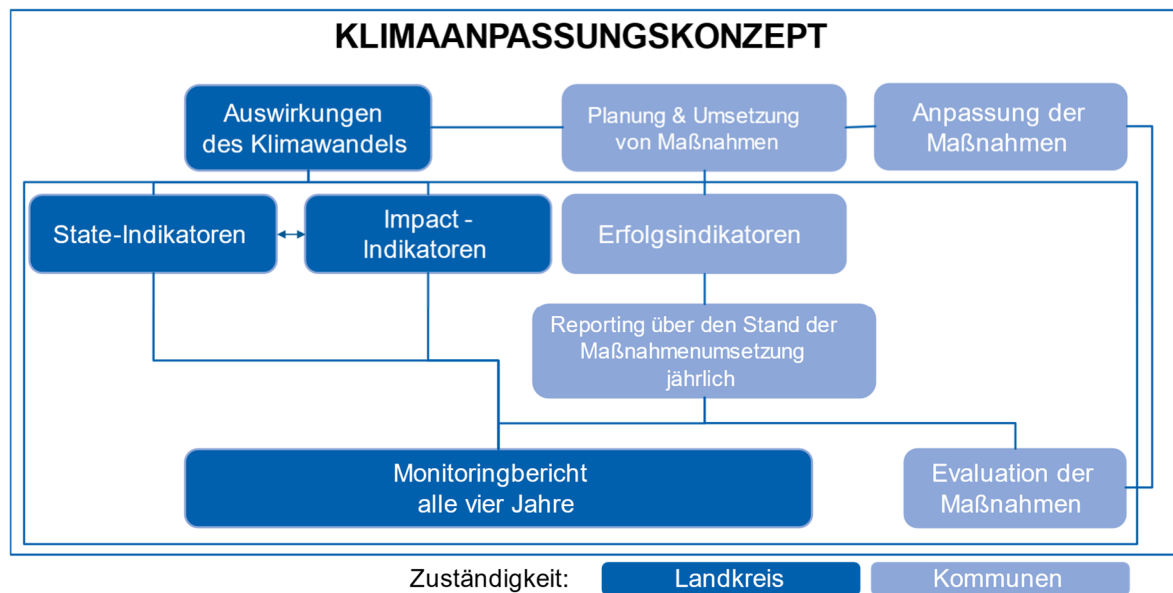 KLIMAANPASSUNGSKONZEPT
Auswirkungen
des Klimawandels
Planung & Umsetzung
von Maßnahmen
Anpassung der
Maßnahmen
State-Indikatoren
Impact -
Indikatoren
Erfolgsindikatoren
Reporting über den Stand der
Maßnahmenumsetzung
jährlich
Monitoringbericht
alle vier Jahre
Evaluation der
Maßnahmen
Zuständigkeit:
Landkreis
Kommunen